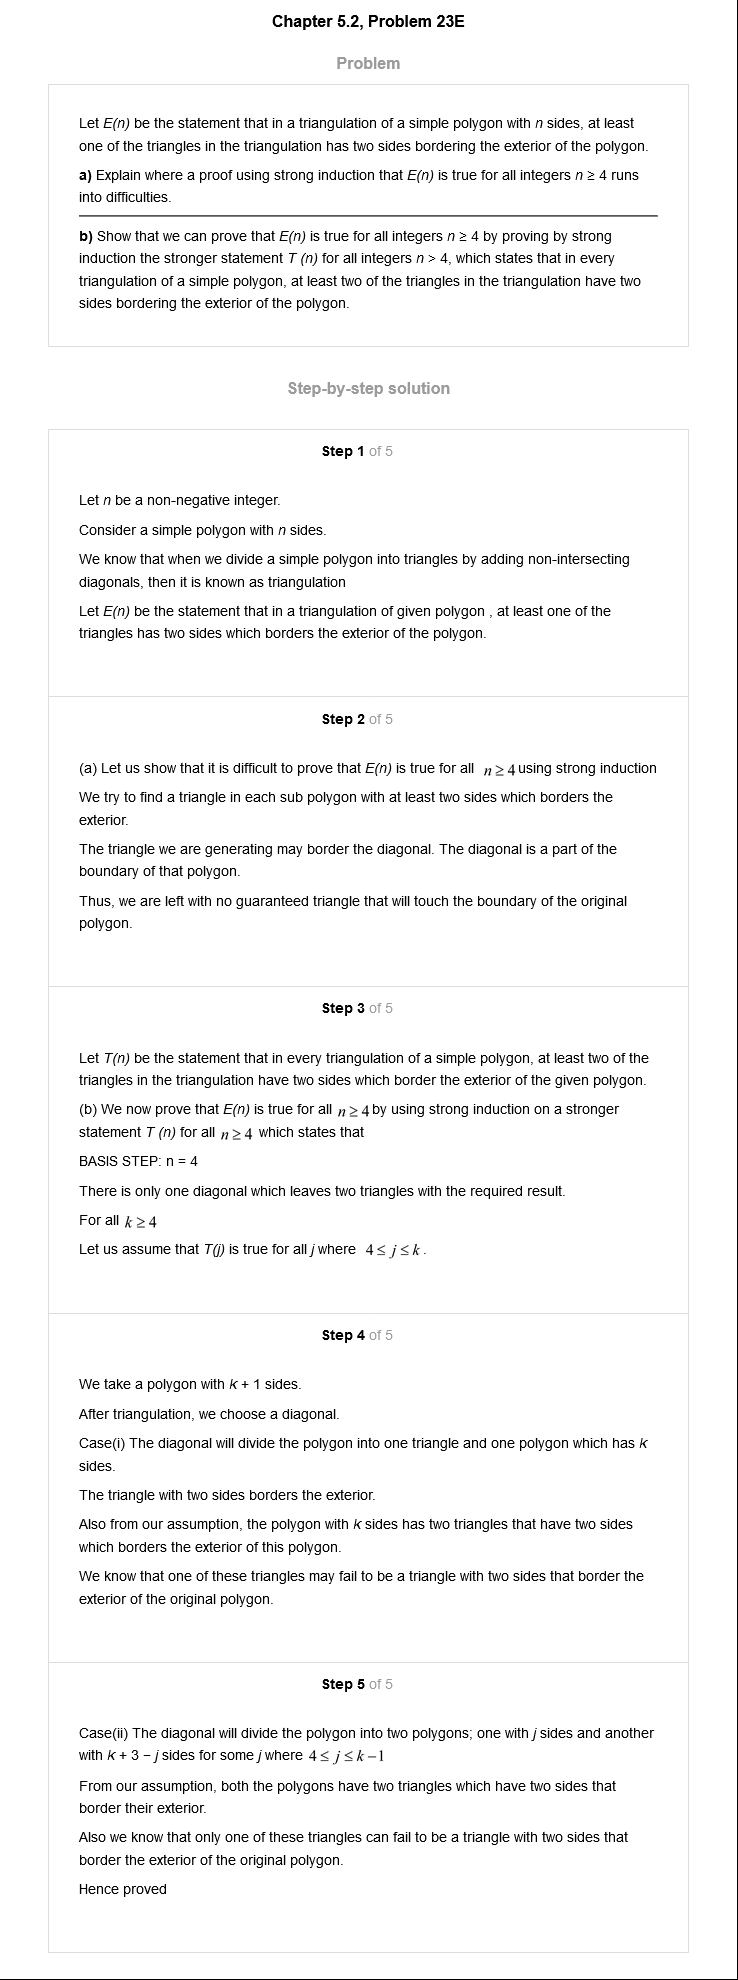 Chapter 5.2, Problem 23E
Problem
Let E(n) be the statement that in a triangulation of a simple polygon with n sides, at least
one of the triangles in the triangulation has two sides bordering the exterior of the polygon.
a) Explain where a proof using strong induction that E(n) is true for all integers n ≥ 4 runs
into difficulties.
b) Show that we can prove that E(n) is true for all integers n ≥ 4 by proving by strong
induction the stronger statement T (n) for all integers n > 4, which states that in every
triangulation of a simple polygon, at least two of the triangles in the triangulation have two
sides bordering the exterior of the polygon.
Step-by-step solution
Step 1 of 5
Let n be a non-negative integer.
Consider a simple polygon with n sides.
We know that when we divide a simple polygon into triangles by adding non-intersecting
diagonals, then it is known as triangulation
Let E(n) be the statement that in a triangulation of given polygon , at least one of the
triangles has two sides which borders the exterior of the polygon.
Step 2 of 5
(a) Let us show that it is difficult to prove that E(n) is true for all n ≥ 4 using strong induction
We try to find a triangle in each sub polygon with at least two sides which borders the
exterior.
The triangle we are generating may border the diagonal. The diagonal is a part of the
boundary of that polygon.
Thus, we are left with no guaranteed triangle that will touch the boundary of the original
polygon.
Step 3 of 5
Let T(n) be the statement that in every triangulation of a simple polygon, at least two of the
triangles in the triangulation have two sides which border the exterior of the given polygon.
(b) We now prove that E(n) is true for all n ≥ 4 by using strong induction on a stronger
statement T (n) for all n ≥ 4 which states that
BASIS STEP: n = 4
There is only one diagonal which leaves two triangles with the required result.
For all k ≥ 4
Let us assume that T(j) is true for all j where 4 ≤ j ≤ k .
Step 4 of 5
We take a polygon with k + 1 sides.
After triangulation, we choose a diagonal.
Case(i) The diagonal will divide the polygon into one triangle and one polygon which has k
sides.
The triangle with two sides borders the exterior.
Also from our assumption, the polygon with k sides has two triangles that have two sides
which borders the exterior of this polygon.
We know that one of these triangles may fail to be a triangle with two sides that border the
exterior of the original polygon.
Step 5 of 5
Case(ii) The diagonal will divide the polygon into two polygons; one with j sides and another
with k + 3 − j sides for some j where 4 ≤ j ≤ k − 1
From our assumption, both the polygons have two triangles which have two sides that
border their exterior.
Also we know that only one of these triangles can fail to be a triangle with two sides that
border the exterior of the original polygon.
Hence proved